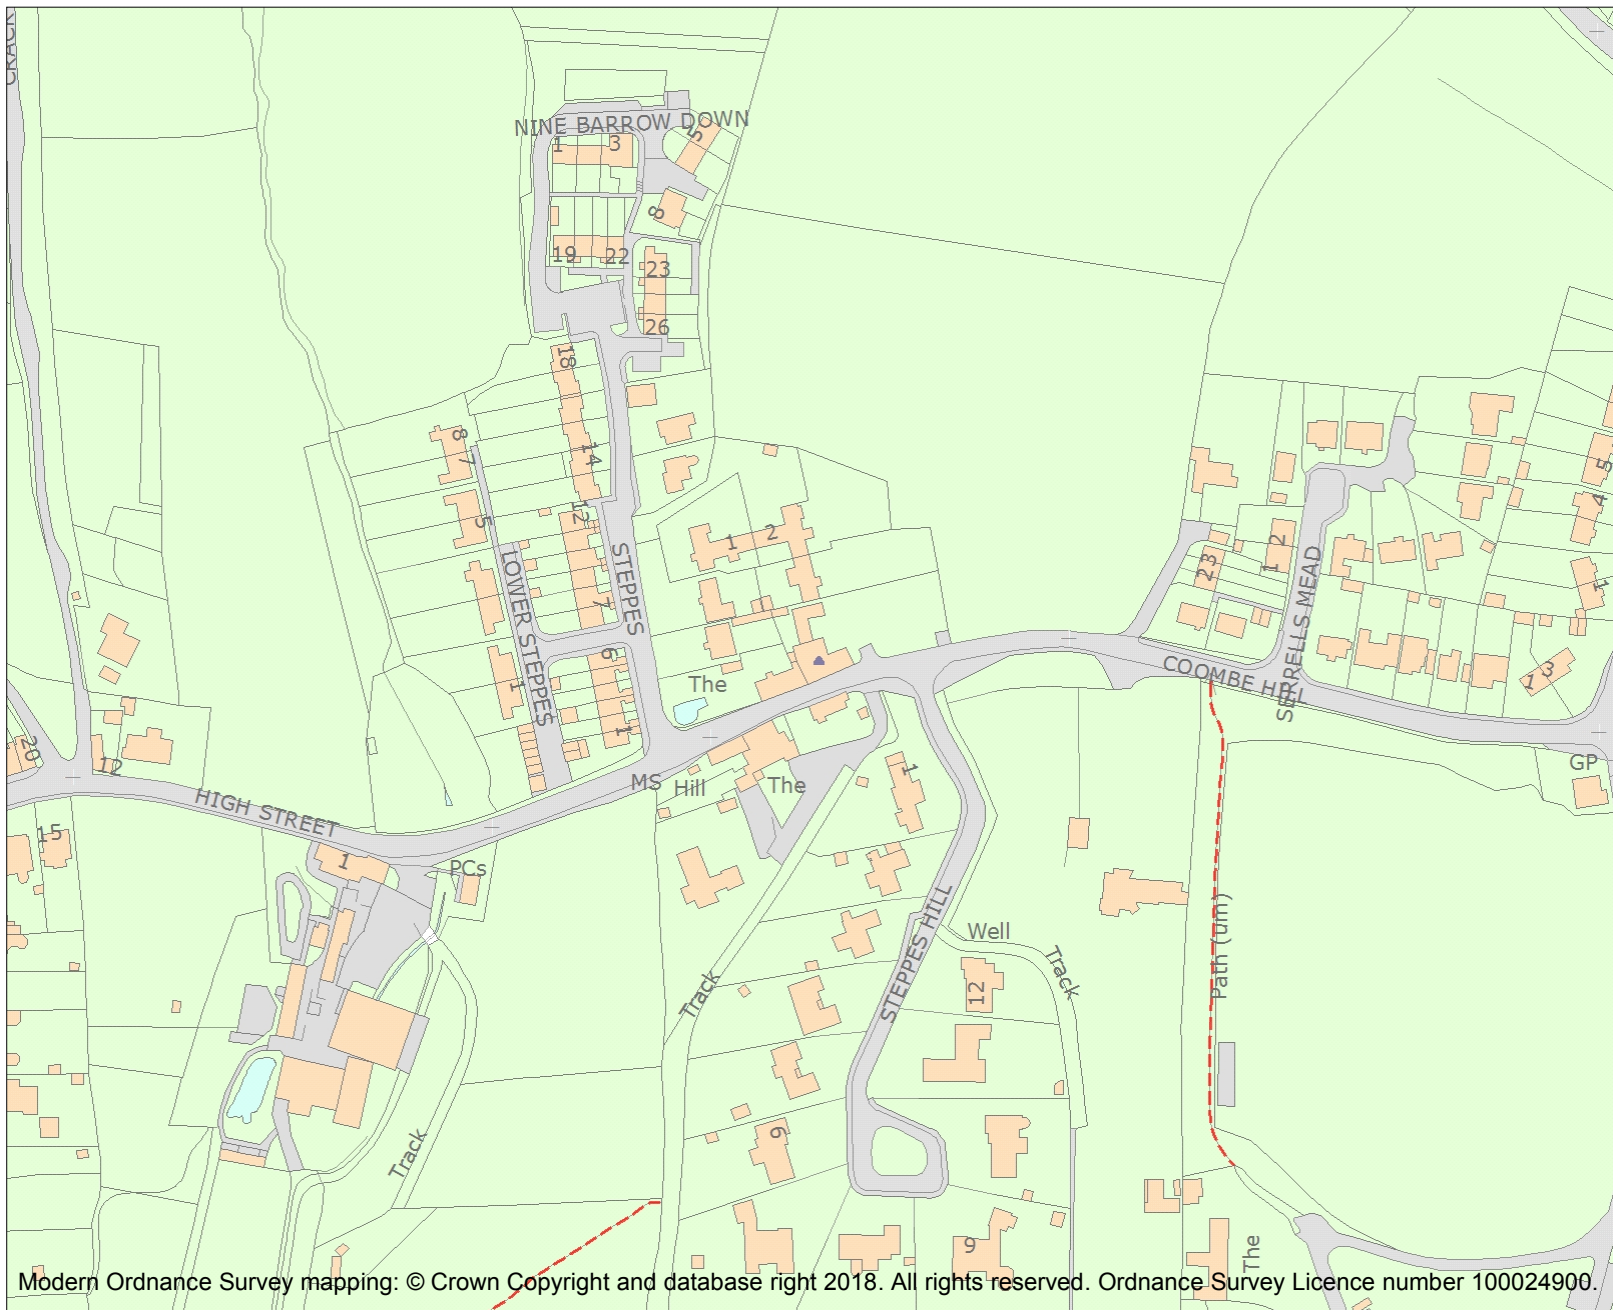 CRACK
NINE BARROW DOWN
1
3
5
8
19
22
23
26
18
8
7
14
5
12
1
2
5
4
STEPPES
LOWER STEPPES
7
23
1
2
SERRELLS MEAD
1
6
1
The
COOMBE HILL
1
3
20
12
1
MS
Hill
The
1
GP
HIGH STREET
15
1
PCs
STEPPES HILL
Well
Track
Path (um)
Track
12
Track
9
9
The
Modern Ordnance Survey mapping: © Crown Copyright and database right 2018. All rights reserved. Ordnance Survey Licence number 100024900.